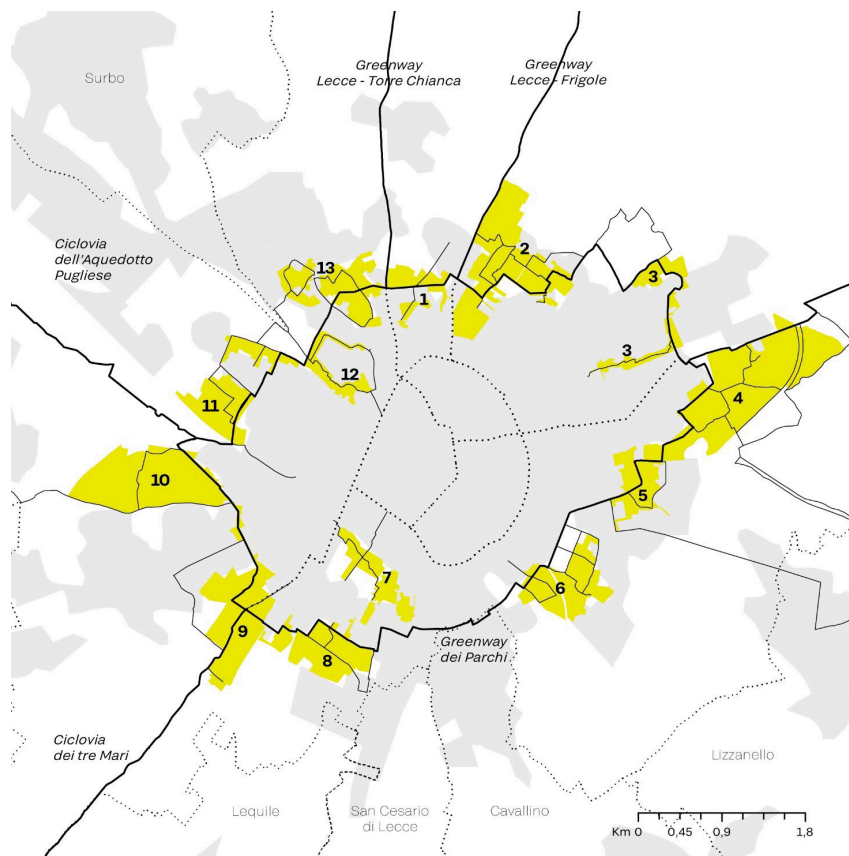 Greenway
Lecce - Torre Chianca
Greenway
Lecce - Frigole
Surbo
Ciclovia
dell'Aquedotto
Pugliese
2
13
3
1
3
12
4
11
10
5
7
6
9
8
Greenway
dei Parchi
Ciclovia
dei tre Mari
Lizzanello
Lequile
San Cesario
di Lecce
Cavallino
Km 0
0,45
0,9
1,8